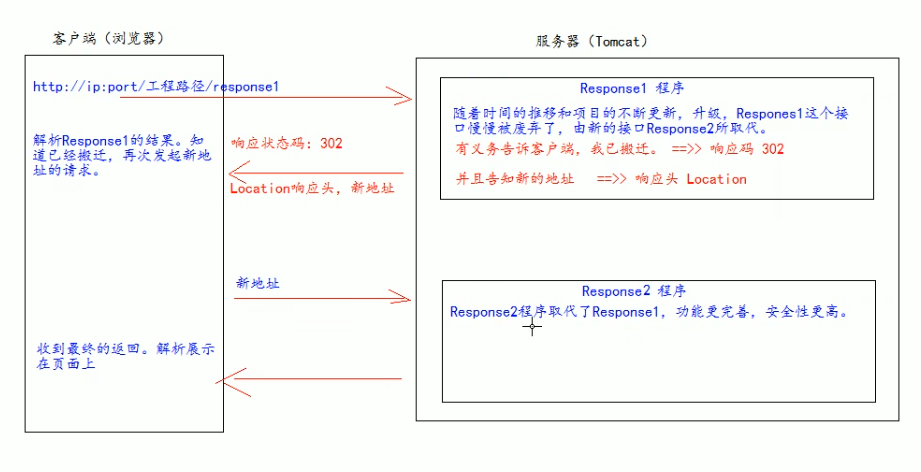 客户端（浏览器）
服务器（Tomcat）
http://ip:port/工程路径/response1
解析Response1的结果。知
道已经搬迁，再次发起新地
址的请求。
响应状态码：302
Location响应头，新地址
Response1 程序
随着时间的推移和项目的不断更新，升级，Respones1这个接
口慢慢被废弃了，由新的接口Response2所取代。
有义务告诉客户端，我已搬迁。 ==>> 响应码 302
并且告知新的地址 ==>> 响应头 Location
新地址
Response2 程序
Response2程序取代了Response1，功能更完善，安全性更高。
收到最终的返回。解析展示
在页面上